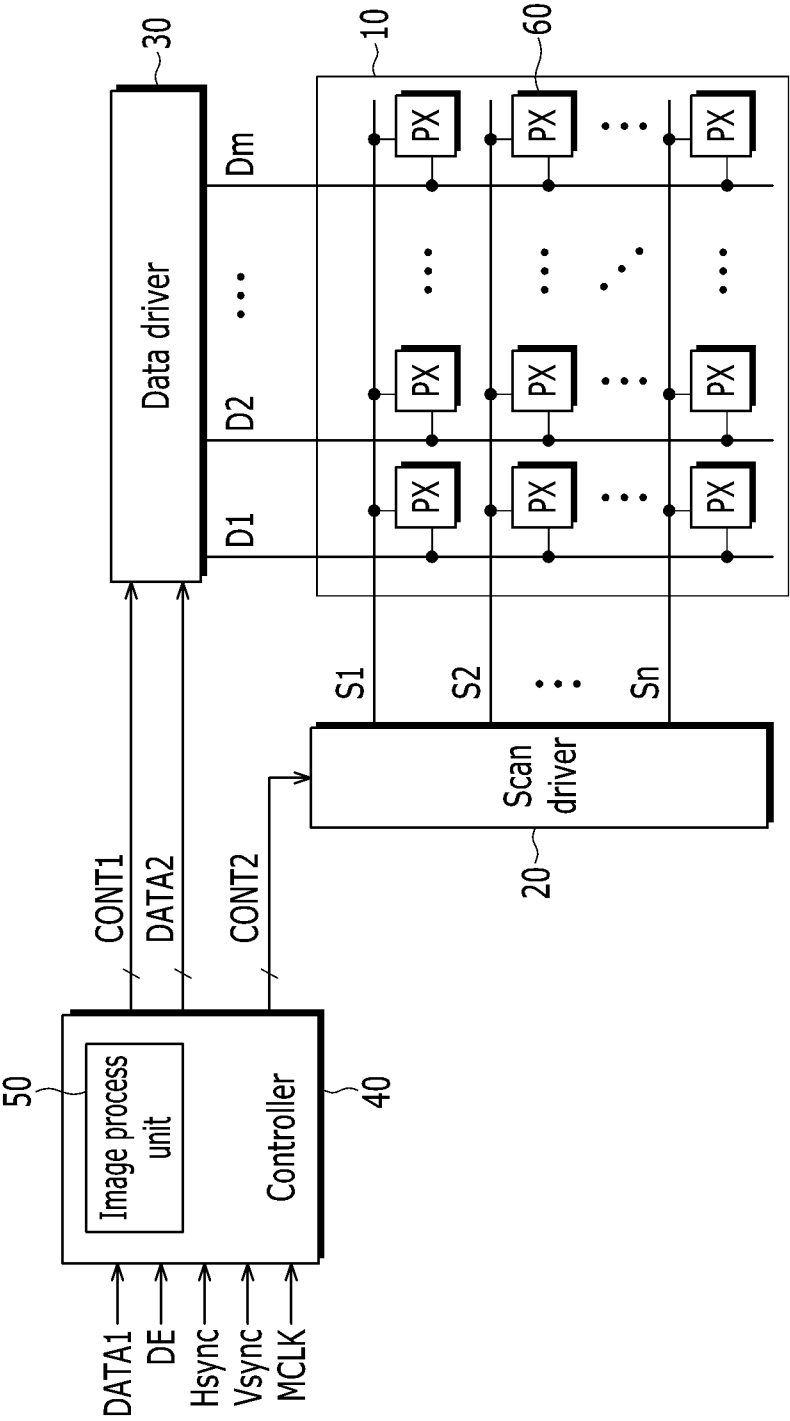 30
Data driver
D1
D2
•••
Dm
10
60
CONT1
DATA2
CONT2
50
Image process
unit
Controller
40
DATA1
DE
Hsync
Vsync
MCLK
Scan
driver
20
S1
S2
•••
Sn
PX
PX
•••
PX
PX
PX
•••
PX
PX
PX
•••
PX